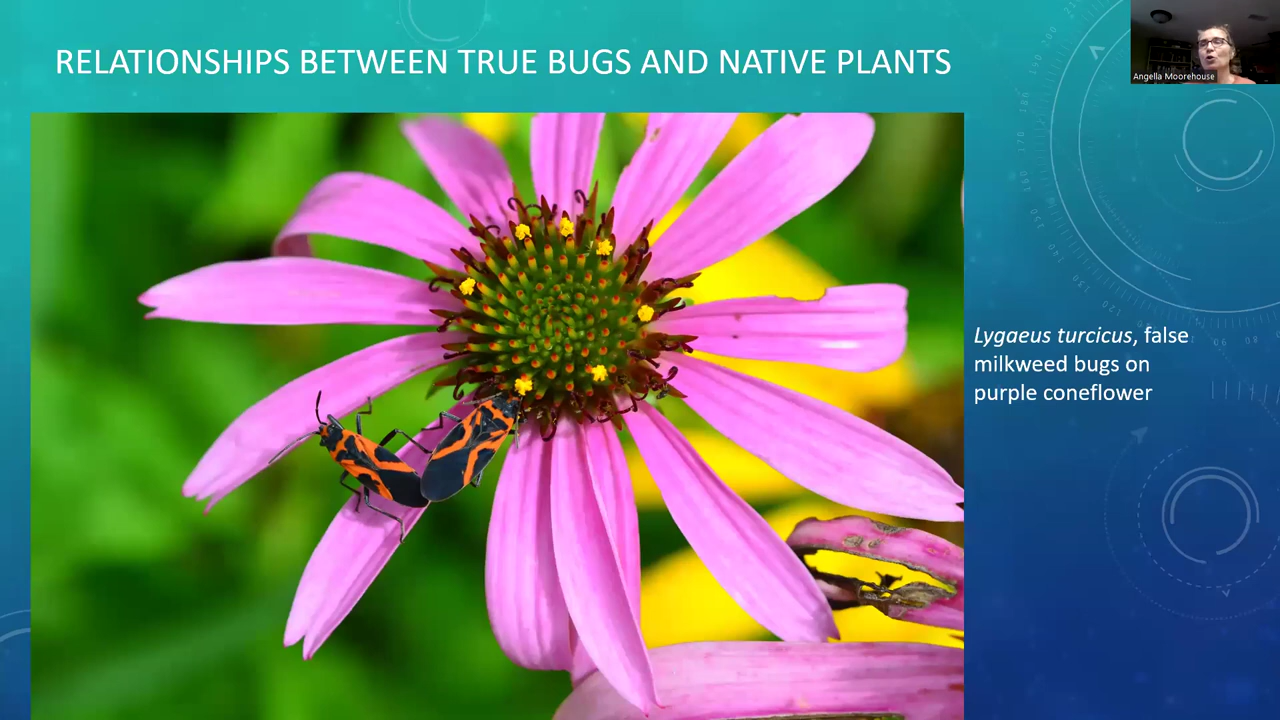 RELATIONSHIPS BETWEEN TRUE BUGS AND NATIVE PLANTS
Angella Moorehouse
Lygaeus turcicus, false
milkweed bugs on
purple coneflower